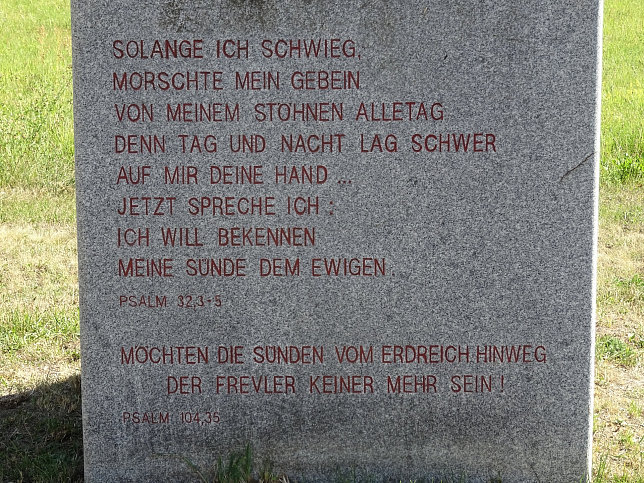 SOLANGE ICH SCHWIEG,
MORSCHTE MEIN GEBEIN
VON MEINEM STÖHNEN ALLETAG
DENN TAG UND NACHT LAG SCHWER
AUF MIR DEINE HAND ...
JETZT SPRECHE ICH :
ICH WILL BEKENNEN
MEINE SÜNDE DEM EWIGEN .
PSALM 32,3+5
MÖCHTEN DIE SÜNDEN VOM ERDREICH HINWEG
DER FREVLER KEINER MEHR SEIN !
PSALM 104,35